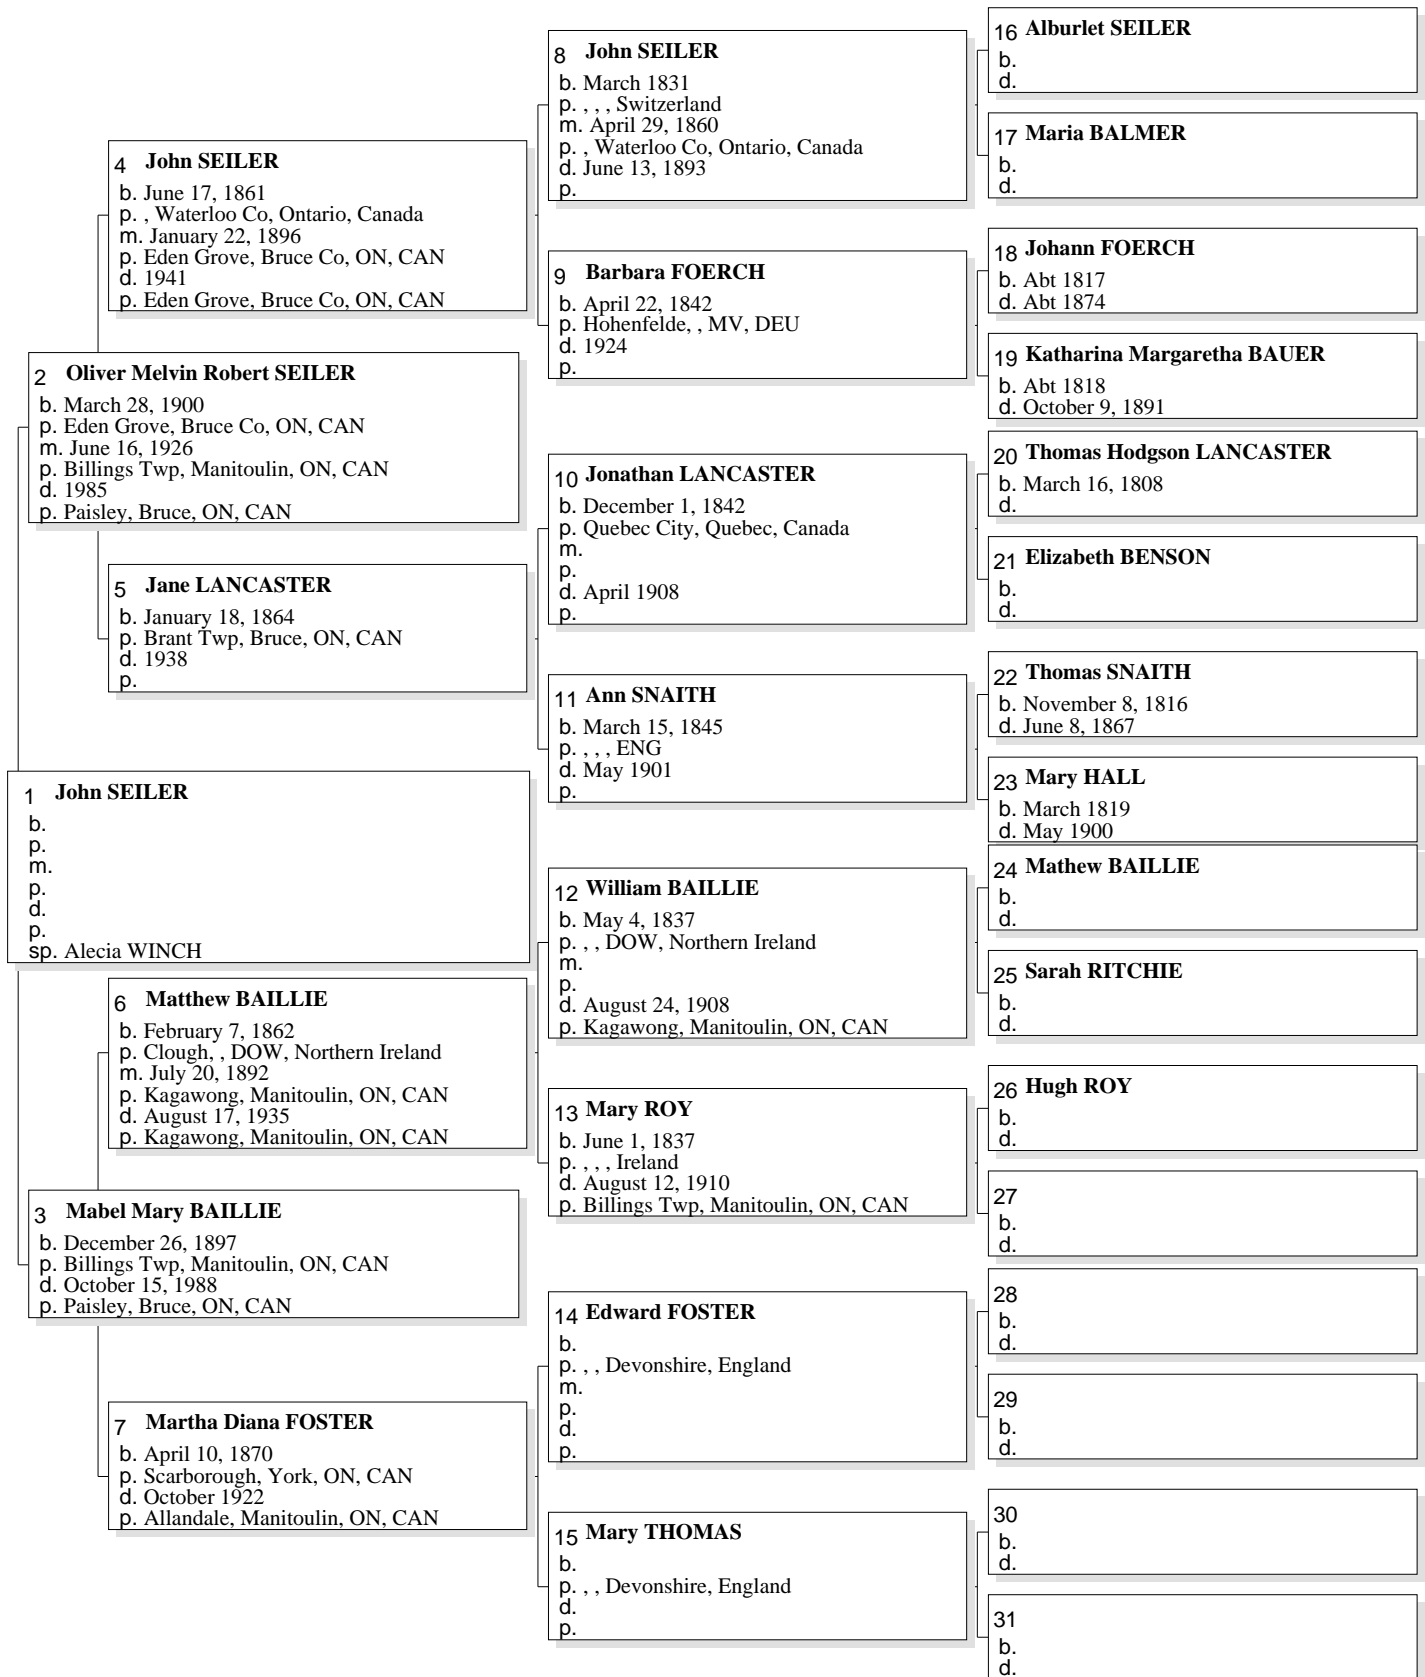 1 John SEILER
b.
p.
m.
p.
d.
p.
sp. Alecia WINCH
2 Oliver Melvin Robert SEILER
b. March 28, 1900
p. Eden Grove, Bruce Co, ON, CAN
m. June 16, 1926
p. Billings Twp, Manitoulin, ON, CAN
d. 1985
p. Paisley, Bruce, ON, CAN
3 Mabel Mary BAILLIE
b. December 26, 1897
p. Billings Twp, Manitoulin, ON, CAN
d. October 15, 1988
p. Paisley, Bruce, ON, CAN
4 John SEILER
b. June 17, 1861
p. , Waterloo Co, Ontario, Canada
m. January 22, 1896
p. Eden Grove, Bruce Co, ON, CAN
d. 1941
p. Eden Grove, Bruce Co, ON, CAN
5 Jane LANCASTER
b. January 18, 1864
p. Brant Twp, Bruce, ON, CAN
d. 1938
p.
6 Matthew BAILLIE
b. February 7, 1862
p. Clough, , DOW, Northern Ireland
m. July 20, 1892
p. Kagawong, Manitoulin, ON, CAN
d. August 17, 1935
p. Kagawong, Manitoulin, ON, CAN
7 Martha Diana FOSTER
b. April 10, 1870
p. Scarborough, York, ON, CAN
d. October 1922
p. Allandale, Manitoulin, ON, CAN
8 John SEILER
b. March 1831
p. , , , Switzerland
m. April 29, 1860
p. , Waterloo Co, Ontario, Canada
d. June 13, 1893
p.
9 Barbara FOERCH
b. April 22, 1842
p. Hohenfelde, , MV, DEU
d. 1924
p.
10 Jonathan LANCASTER
b. December 1, 1842
p. Quebec City, Quebec, Canada
m.
p.
d. April 1908
p.
11 Ann SNAITH
b. March 15, 1845
p. , , , ENG
d. May 1901
p.
12 William BAILLIE
b. May 4, 1837
p. , , DOW, Northern Ireland
m.
p.
d. August 24, 1908
p. Kagawong, Manitoulin, ON, CAN
13 Mary ROY
b. June 1, 1837
p. , , , Ireland
d. August 12, 1910
p. Billings Twp, Manitoulin, ON, CAN
14 Edward FOSTER
b.
p. , , Devonshire, England
m.
p.
d.
p.
15 Mary THOMAS
b.
p. , , Devonshire, England
d.
p.
16 Alburlet SEILER
b.
d.
17 Maria BALMER
b.
d.
18 Johann FOERCH
b. Abt 1817
d. Abt 1874
19 Katharina Margaretha BAUER
b. Abt 1818
d. October 9, 1891
20 Thomas Hodgson LANCASTER
b. March 16, 1808
d.
21 Elizabeth BENSON
b.
d.
22 Thomas SNAITH
b. November 8, 1816
d. June 8, 1867
23 Mary HALL
b. March 1819
d. May 1900
24 Mathew BAILLIE
b.
d.
25 Sarah RITCHIE
b.
d.
26 Hugh ROY
b.
d.
27
b.
d.
28
b.
d.
29
b.
d.
30
b.
d.
31
b.
d.